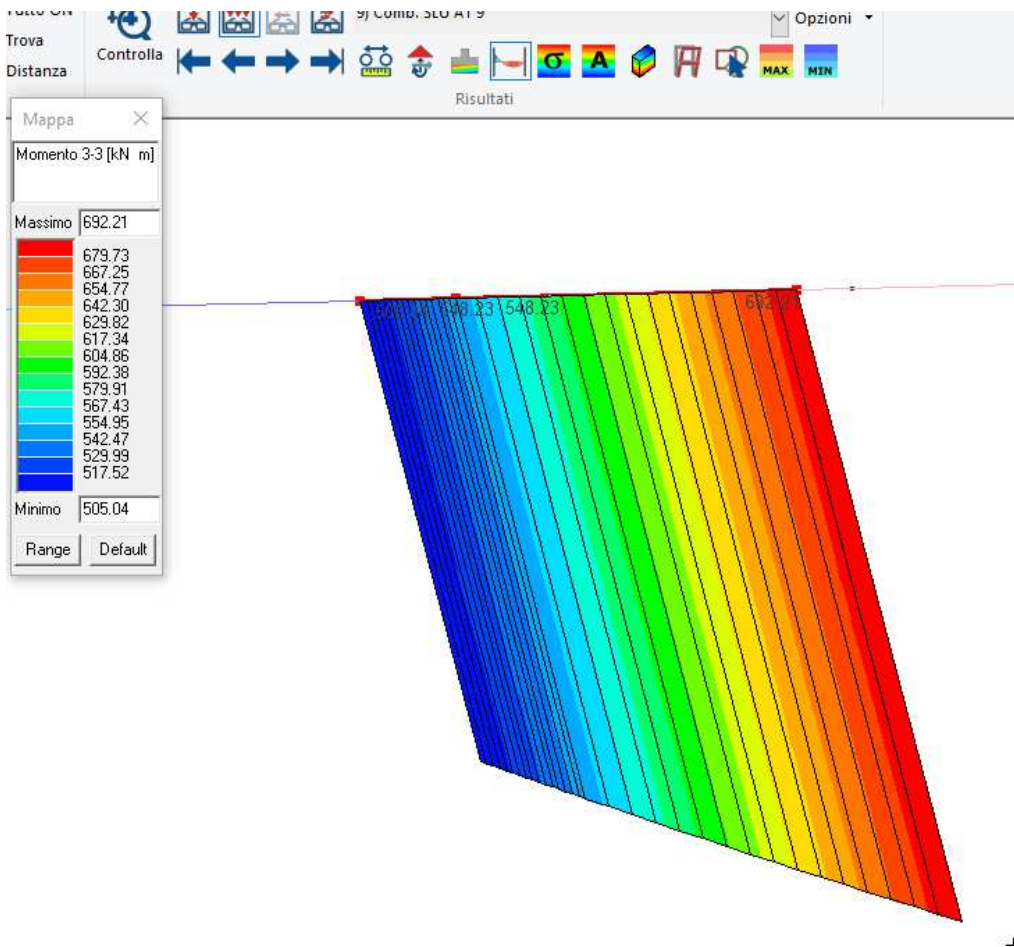 Tutto ON
9) Comb. SLU A1 9
Opzioni
Trova
Controlla
Distanza
σ
A
MAX
MIN
Risultati
Mappa
Momento 3-3 [kN m]
Massimo 692.21
679.73
667.25
654.77
642.30
629.82
617.34
604.86
592.38
579.91
567.43
554.95
542.47
529.99
517.52
Minimo 505.04
Range Default
548.23 548.23